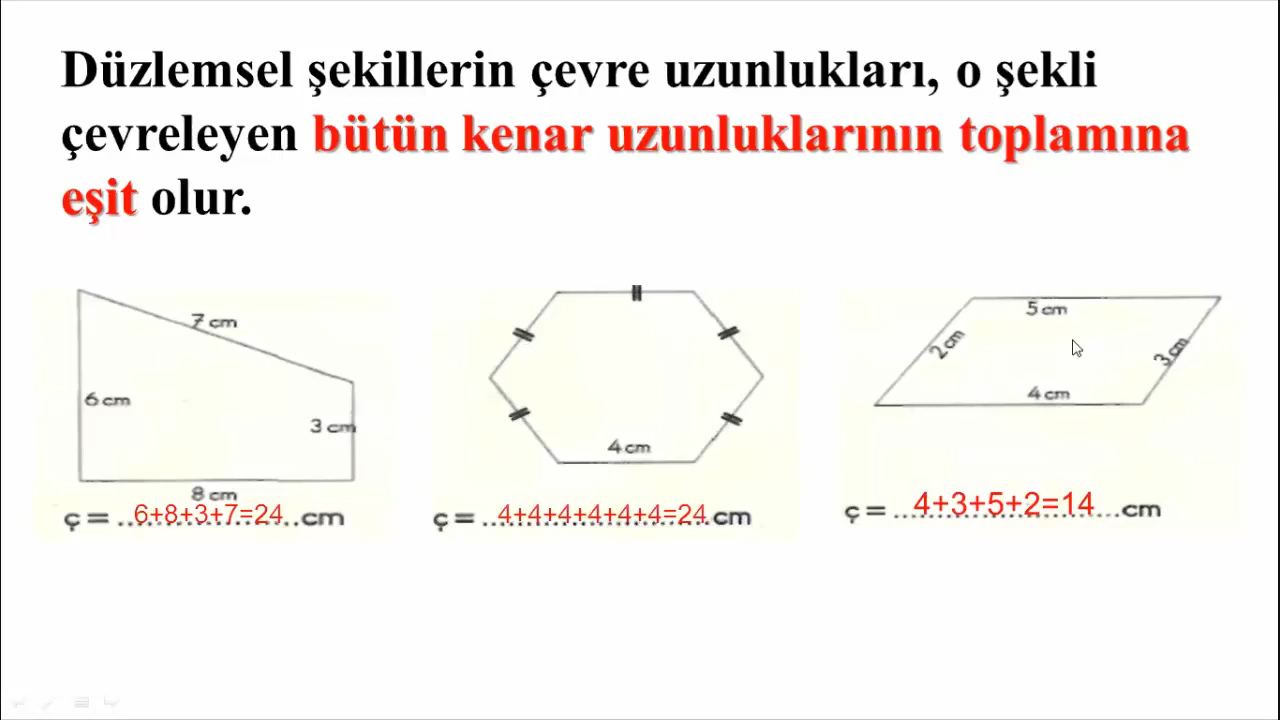 Düzlemsel şekillerin çevre uzunlukları, o şekli
çevreleyen bütün kenar uzunluklarının toplamına
eşit olur.
7 cm
6 cm
3 cm
8 cm
ç = 6+8+3+7=24 cm
4 cm
ç = 4+4+4+4+4+4=24 cm
5 cm
2 cm
3 cm
4 cm
ç = 4+3+5+2=14 cm